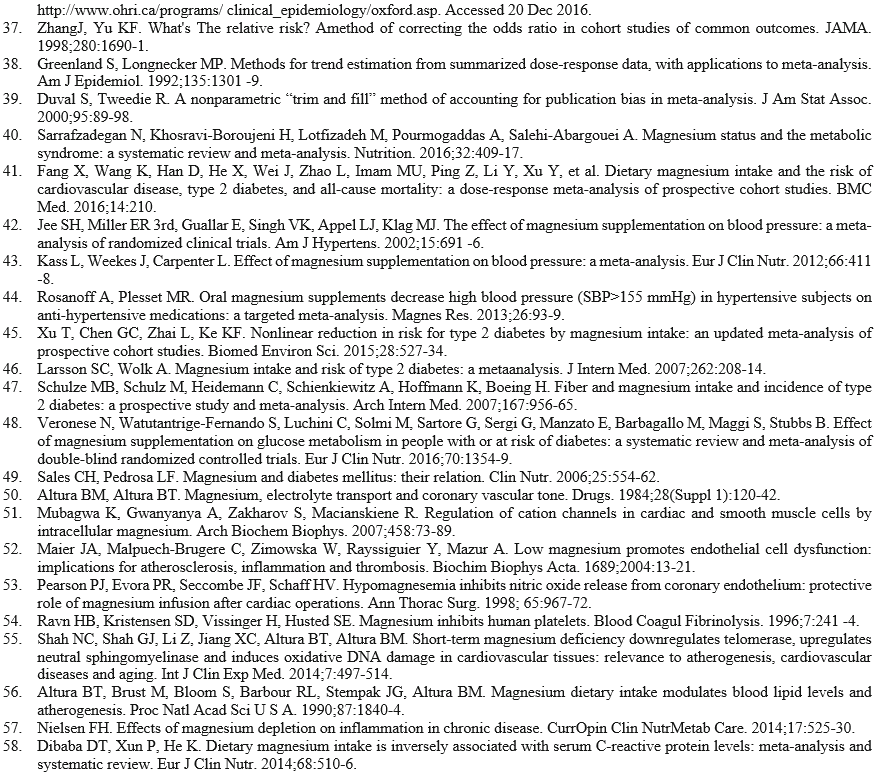 http://www.ohri.ca/programs/ clinical_epidemiology/oxford.asp. Accessed 20 Dec 2016.
37. ZhangJ, Yu KF. What's The relative risk? Amethod of correcting the odds ratio in cohort studies of common outcomes. JAMA.
1998;280:1690-1.
38. Greenland S, Longnecker MP. Methods for trend estimation from summarized dose-response data, with applications to meta-analysis.
Am J Epidemiol. 1992;135:1301 -9.
39. Duval S, Tweedie R. A nonparametric “trim and fill” method of accounting for publication bias in meta-analysis. J Am Stat Assoc.
2000;95:89-98.
40. Sarrafzadegan N, Khosravi-Boroujeni H, Lotfizadeh M, Pourmogaddas A, Salehi-Abargouei A. Magnesium status and the metabolic
syndrome: a systematic review and meta-analysis. Nutrition. 2016;32:409-17.
41. Fang X, Wang K, Han D, He X, Wei J, Zhao L, Imam MU, Ping Z, Li Y, Xu Y, et al. Dietary magnesium intake and the risk of
cardiovascular disease, type 2 diabetes, and all-cause mortality: a dose-response meta-analysis of prospective cohort studies. BMC
Med. 2016;14:210.
42. Jee SH, Miller ER 3rd, Guallar E, Singh VK, Appel LJ, Klag MJ. The effect of magnesium supplementation on blood pressure: a meta-
analysis of randomized clinical trials. Am J Hypertens. 2002;15:691 -6.
43. Kass L, Weekes J, Carpenter L. Effect of magnesium supplementation on blood pressure: a meta-analysis. Eur J Clin Nutr. 2012;66:411
-8.
44. Rosanoff A, Plesset MR. Oral magnesium supplements decrease high blood pressure (SBP>155 mmHg) in hypertensive subjects on
anti-hypertensive medications: a targeted meta-analysis. Magnes Res. 2013;26:93-9.
45. Xu T, Chen GC, Zhai L, Ke KF. Nonlinear reduction in risk for type 2 diabetes by magnesium intake: an updated meta-analysis of
prospective cohort studies. Biomed Environ Sci. 2015;28:527-34.
46. Larsson SC, Wolk A. Magnesium intake and risk of type 2 diabetes: a metaanalysis. J Intern Med. 2007;262:208-14.
47. Schulze MB, Schulz M, Heidemann C, Schienkiewitz A, Hoffmann K, Boeing H. Fiber and magnesium intake and incidence of type
2 diabetes: a prospective study and meta-analysis. Arch Intern Med. 2007;167:956-65.
48. Veronese N, Watutantrige-Fernando S, Luchini C, Solmi M, Sartore G, Sergi G, Manzato E, Barbagallo M, Maggi S, Stubbs B. Effect
of magnesium supplementation on glucose metabolism in people with or at risk of diabetes: a systematic review and meta-analysis of
double-blind randomized controlled trials. Eur J Clin Nutr. 2016;70:1354-9.
49. Sales CH, Pedrosa LF. Magnesium and diabetes mellitus: their relation. Clin Nutr. 2006;25:554-62.
50. Altura BM, Altura BT. Magnesium, electrolyte transport and coronary vascular tone. Drugs. 1984;28(Suppl 1):120-42.
51. Mubagwa K, Gwanyanya A, Zakharov S, Macianskiene R. Regulation of cation channels in cardiac and smooth muscle cells by
intracellular magnesium. Arch Biochem Biophys. 2007;458:73-89.
52. Maier JA, Malpuech-Brugere C, Zimowska W, Rayssiguier Y, Mazur A. Low magnesium promotes endothelial cell dysfunction:
implications for atherosclerosis, inflammation and thrombosis. Biochim Biophys Acta. 1689;2004:13-21.
53. Pearson PJ, Evora PR, Seccombe JF, Schaff HV. Hypomagnesemia inhibits nitric oxide release from coronary endothelium: protective
role of magnesium infusion after cardiac operations. Ann Thorac Surg. 1998; 65:967-72.
54. Ravn HB, Kristensen SD, Vissinger H, Husted SE. Magnesium inhibits human platelets. Blood Coagul Fibrinolysis. 1996;7:241 -4.
55. Shah NC, Shah GJ, Li Z, Jiang XC, Altura BT, Altura BM. Short-term magnesium deficiency downregulates telomerase, upregulates
neutral sphingomyelinase and induces oxidative DNA damage in cardiovascular tissues: relevance to atherogenesis, cardiovascular
diseases and aging. Int J Clin Exp Med. 2014;7:497-514.
56. Altura BT, Brust M, Bloom S, Barbour RL, Stempak JG, Altura BM. Magnesium dietary intake modulates blood lipid levels and
atherogenesis. Proc Natl Acad Sci U S A. 1990;87:1840-4.
57. Nielsen FH. Effects of magnesium depletion on inflammation in chronic disease. CurrOpin Clin NutrMetab Care. 2014;17:525-30.
58. Dibaba DT, Xun P, He K. Dietary magnesium intake is inversely associated with serum C-reactive protein levels: meta-analysis and
systematic review. Eur J Clin Nutr. 2014;68:510-6.